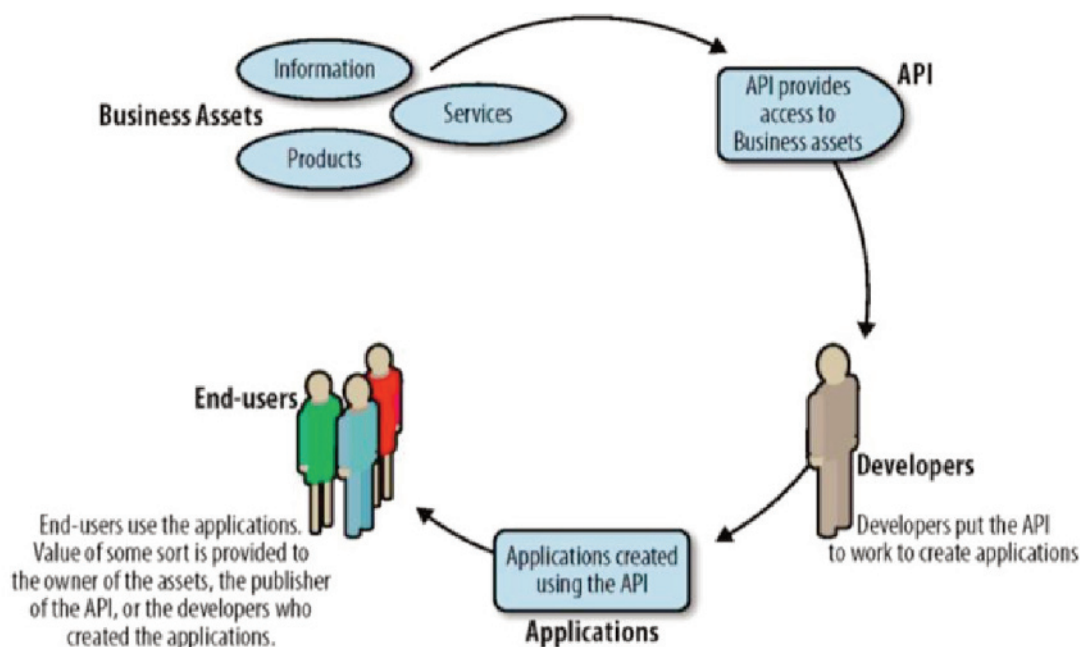 Information
Business Assets
Services
Products
API
API provides
access to
Business assets
End-users
End-users use the applications.
Value of some sort is provided to
the owner of the assets, the publisher
of the API, or the developers who
created the applications.
Developers
Developers put the API
to work to create applications
Applications created
using the API
Applications